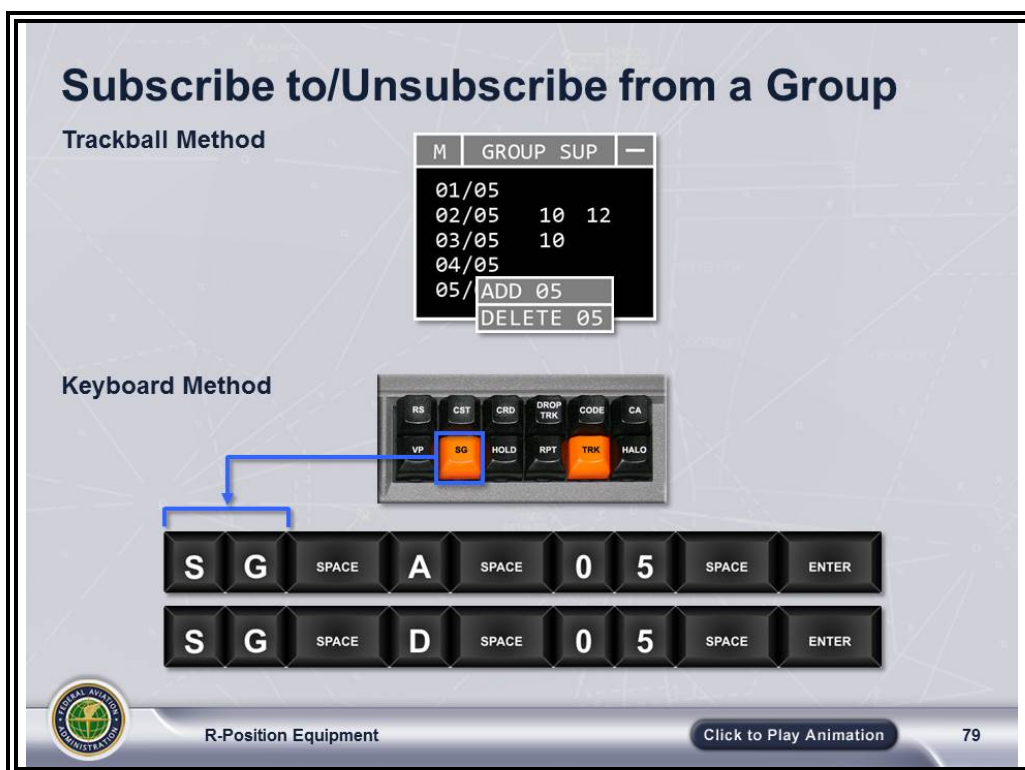 Subscribe to/Unsubscribe from a Group
Trackball Method
M GROUP SUP —
01/05
02/05 10 12
03/05 10
04/05
05/
ADD 05
DELETE 05
Keyboard Method
RS CST CRD DROP TRK CODE CA
VP SG HOLD RPT TRK HALO
S G SPACE A SPACE 0 5 SPACE ENTER
S G SPACE D SPACE 0 5 SPACE ENTER
FEDERAL AVIATION ADMINISTRATION
R-Position Equipment
Click to Play Animation
79